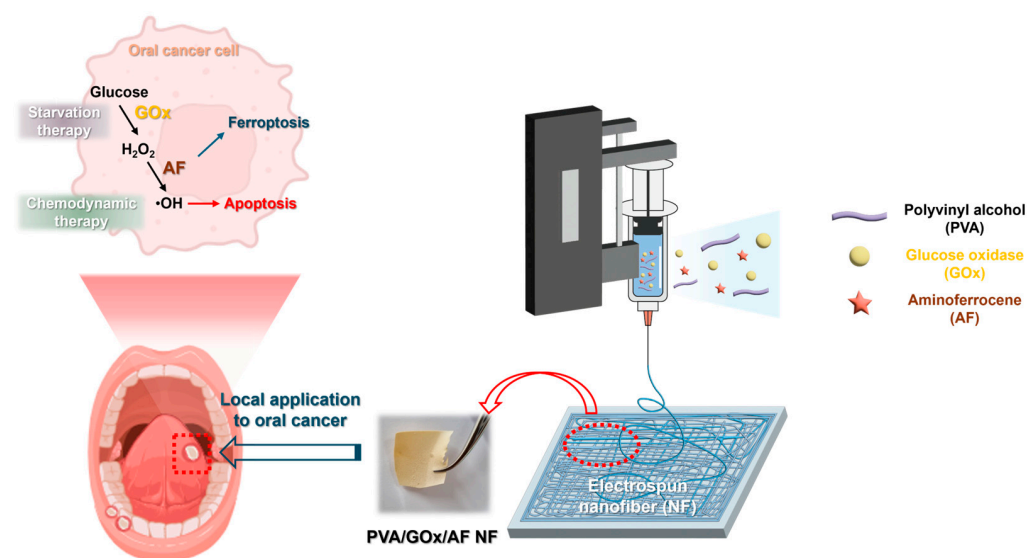 Oral cancer cell
Glucose
GOx
Starvation
therapy
Ferroptosis
H₂O₂
AF
Chemodynamic
therapy
•OH
Apoptosis
Polyvinyl alcohol
(PVA)
Glucose oxidase
(GOx)
Aminoferrocene
(AF)
Local application
to oral cancer
Electrospun
nanofiber (NF)
PVA/GOx/AF NF